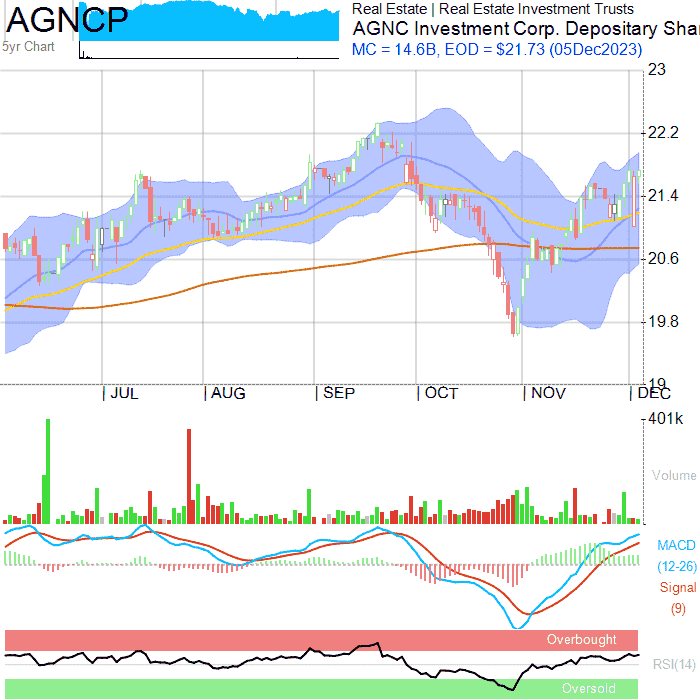 AGNCP
5yr Chart
Real Estate | Real Estate Investment Trusts
AGNC Investment Corp. Depositary Shar
MC = 14.6B, EOD = $21.73 (05Dec2023)
23
22.2
21.4
20.6
19.8
19
JUL AUG SEP OCT NOV DEC
401k
Volume
MACD
(12-26)
Signal
(9)
Overbought
RSI(14)
Oversold